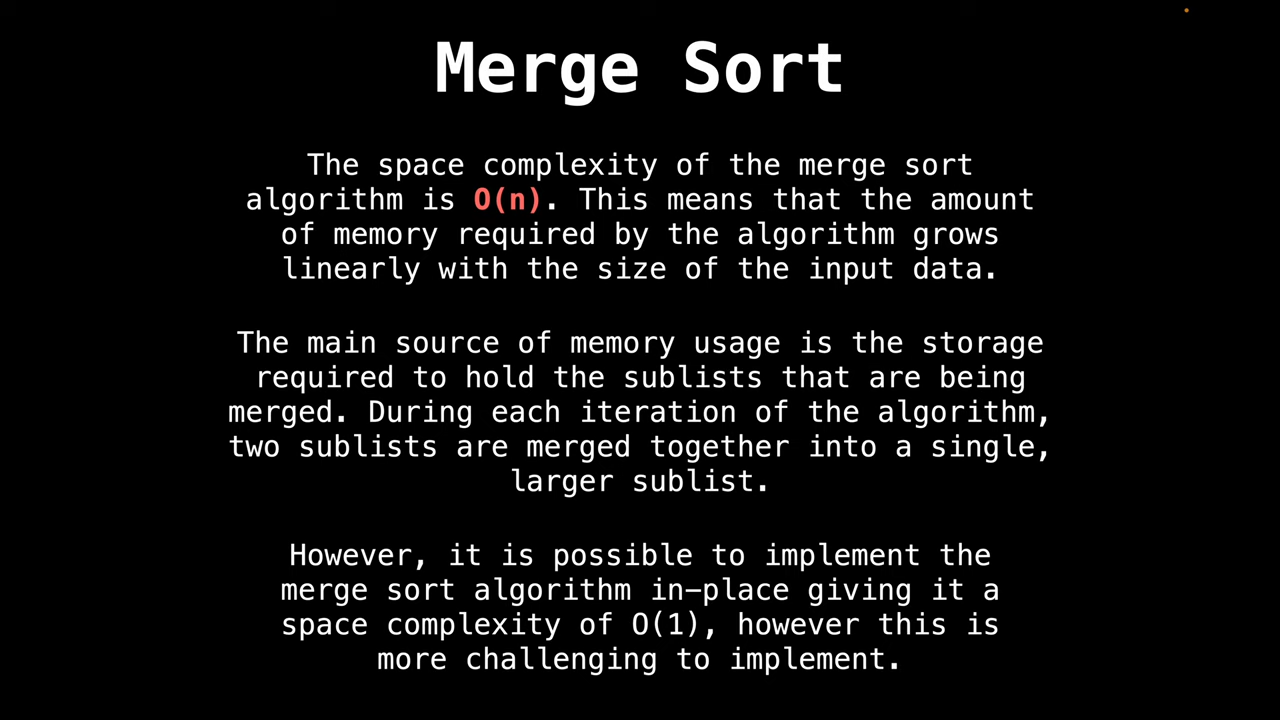 Merge Sort
The space complexity of the merge sort
algorithm is O(n). This means that the amount
of memory required by the algorithm grows
linearly with the size of the input data.
The main source of memory usage is the storage
required to hold the sublists that are being
merged. During each iteration of the algorithm,
two sublists are merged together into a single,
larger sublist.
However, it is possible to implement the
merge sort algorithm in-place giving it a
space complexity of O(1), however this is
more challenging to implement.